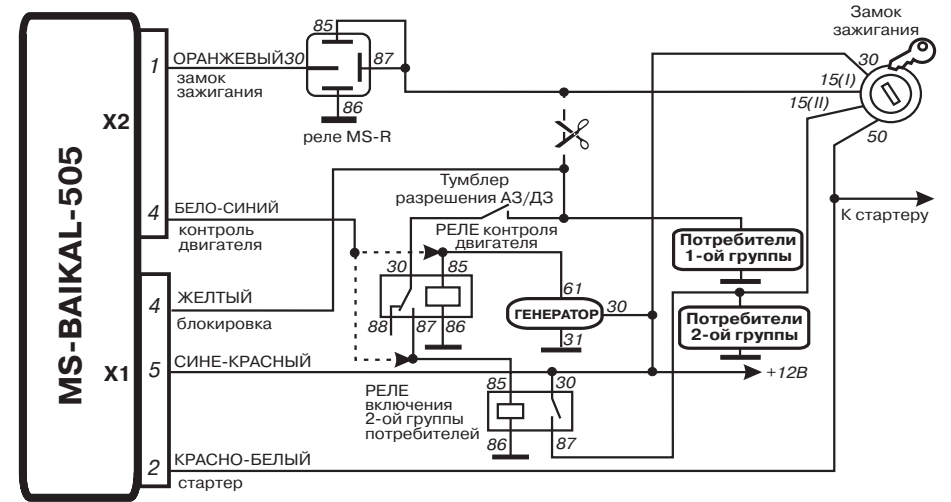 MS-BAIKAL-505
X2
1
ОРАНЖЕВЫЙ
замок
зажигания
30
85
87
86
реле MS-R
Замок
зажигания
30
15(I)
15(II)
50
К стартеру
4
БЕЛО-СИНИЙ
контроль
двигателя
Тумблер
разрешения АЗ/ДЗ
РЕЛЕ контроля
двигателя
30
85
88
87
86
Потребители
1-ой группы
61
ГЕНЕРАТОР
30
31
Потребители
2-ой группы
X1
4
ЖЕЛТЫЙ
блокировка
5
СИНЕ-КРАСНЫЙ
+12В
РЕЛЕ
включения
2-ой группы
потребителей
85
30
86
87
2
КРАСНО-БЕЛЫЙ
стартер